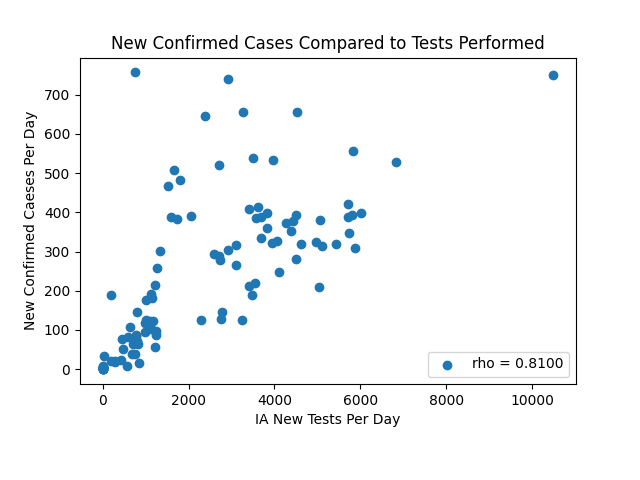 New Confirmed Cases Compared to Tests Performed
New Confirmed Caeses Per Day
700
600
500
400
300
200
100
0
0 2000 4000 6000 8000 10000
IA New Tests Per Day
rho = 0.8100